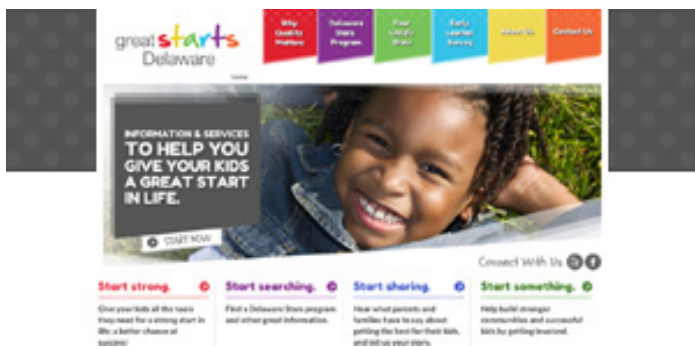 great starts
Delaware
Why
Quality
Matters
Delaware
Stars
Program
Your
Child's
Brain
Early
Learner
Survey
About Us
Contact Us
INFORMATION & SERVICES
TO HELP YOU
GIVE YOUR KIDS
A GREAT START
IN LIFE.
START NOW
Connect With Us
Start strong.
Start searching.
Start sharing.
Start something.
Give your kids all the tools
they need for a strong start in
life: a better chance at
success!
Find a Delaware Stars program
and other great information.
Hear what parents and
families have to say about
getting the best for their kids,
and tell us your story.
Help build stronger
communities and successful
kids by getting involved.